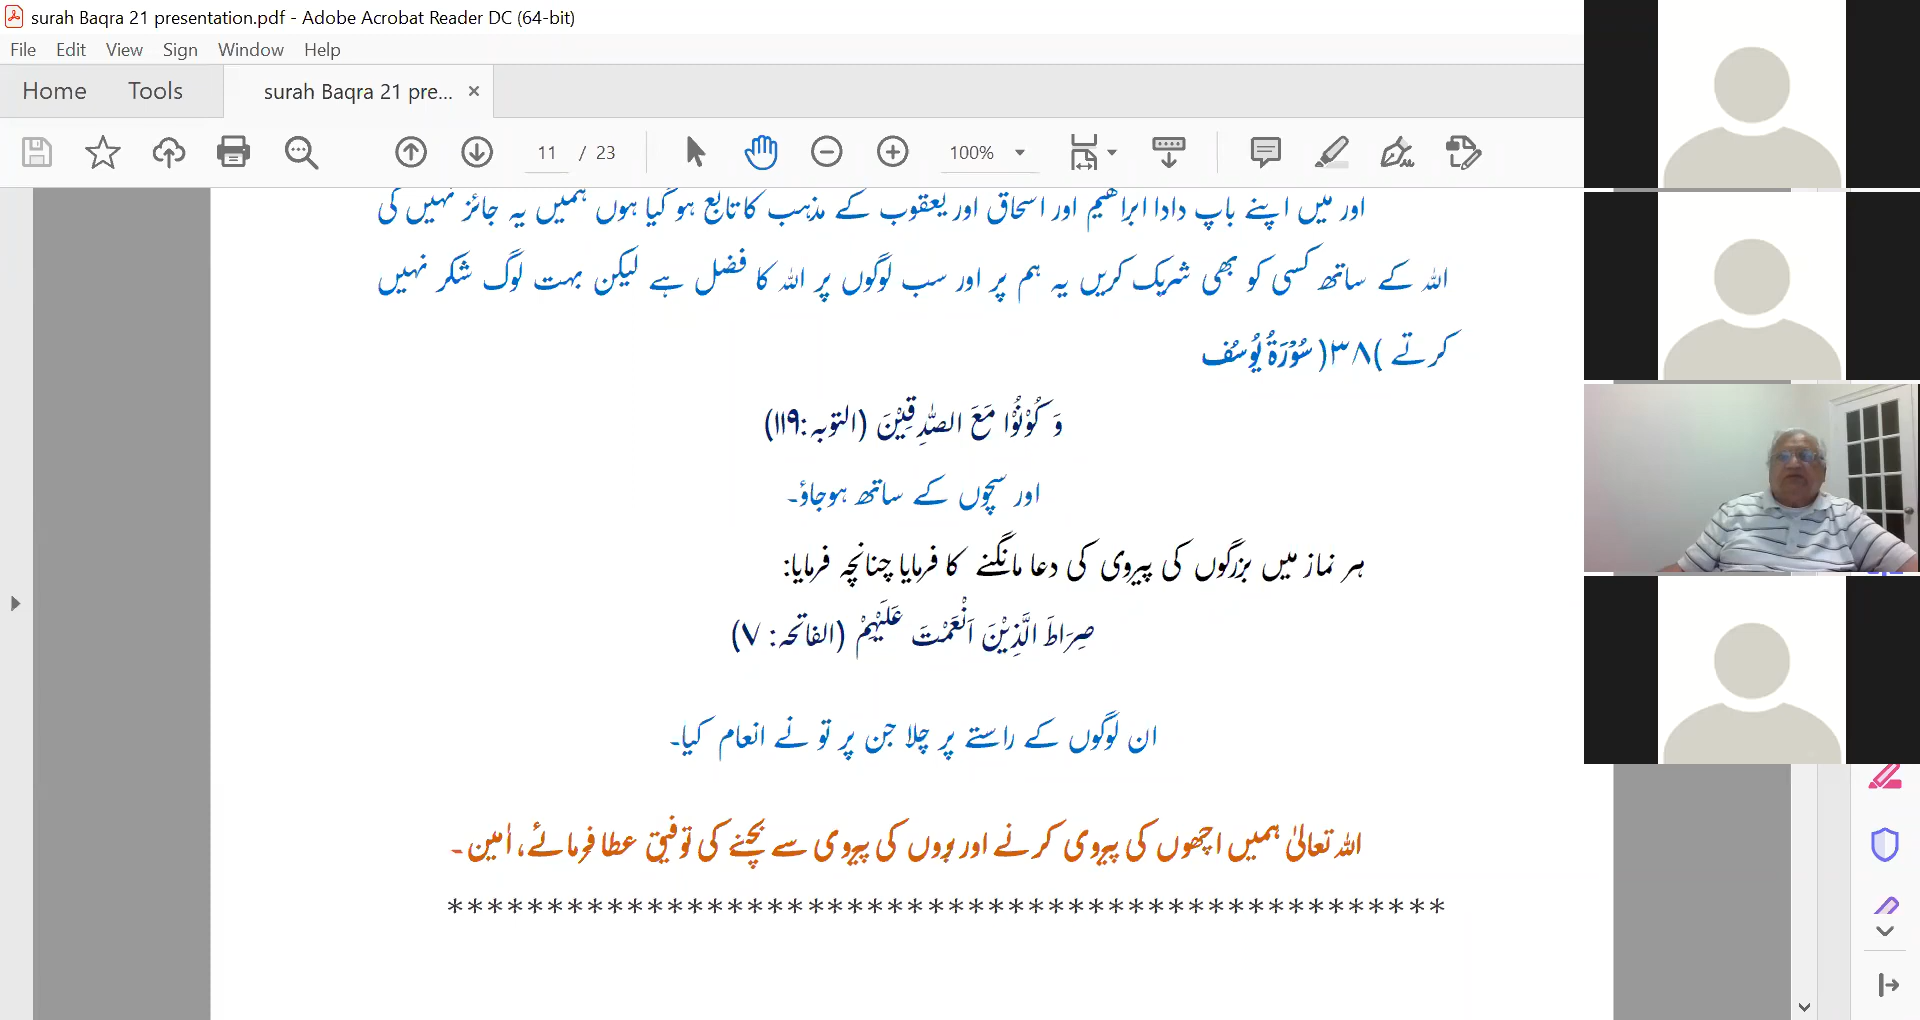 surah Baqra 21 presentation.pdf - Adobe Acrobat Reader DC (64-bit)
File Edit View Sign Window Help
Home Tools surah Baqra 21 pre... ×
11 / 23 100%
اور میں اپنے باپ دادا ابراھیم اور اسحاق اور یعقوب کے مذہب کا تابع ہو گیا ہوں ہمیں یہ جائز نہیں کی
اللہ کے ساتھ کسی کو بھی شریک کریں یہ ہم پر اور سب لوگوں پر اللہ کا فضل ہے لیکن بہت لوگ شکر نہیں
کرتے )۳۸( سُوْرَةُ يُوْسُف
وَ كُوْنُوْا مَعَ الصّٰدِقِيْنَ (التوبہ:۱۱۹)
اور سچّوں کے ساتھ ہوجاؤ۔
ہر نماز میں بزرگوں کی پیروی کی دعا مانگنے کا فرمایا چنانچہ فرمایا:
صِرَاطَ الَّذِيْنَ اَنْعَمْتَ عَلَيْهِمْ (الفاتحہ: ۷)
ان لوگوں کے راستے پر چلا جن پر تو نے انعام کیا۔
اللہ تعالیٰ ہمیں اچھوں کی پیروی کرنے اور بروں کی پیروی سے بچنے کی توفیق عطا فرمائے، اٰمین۔
**************************************************